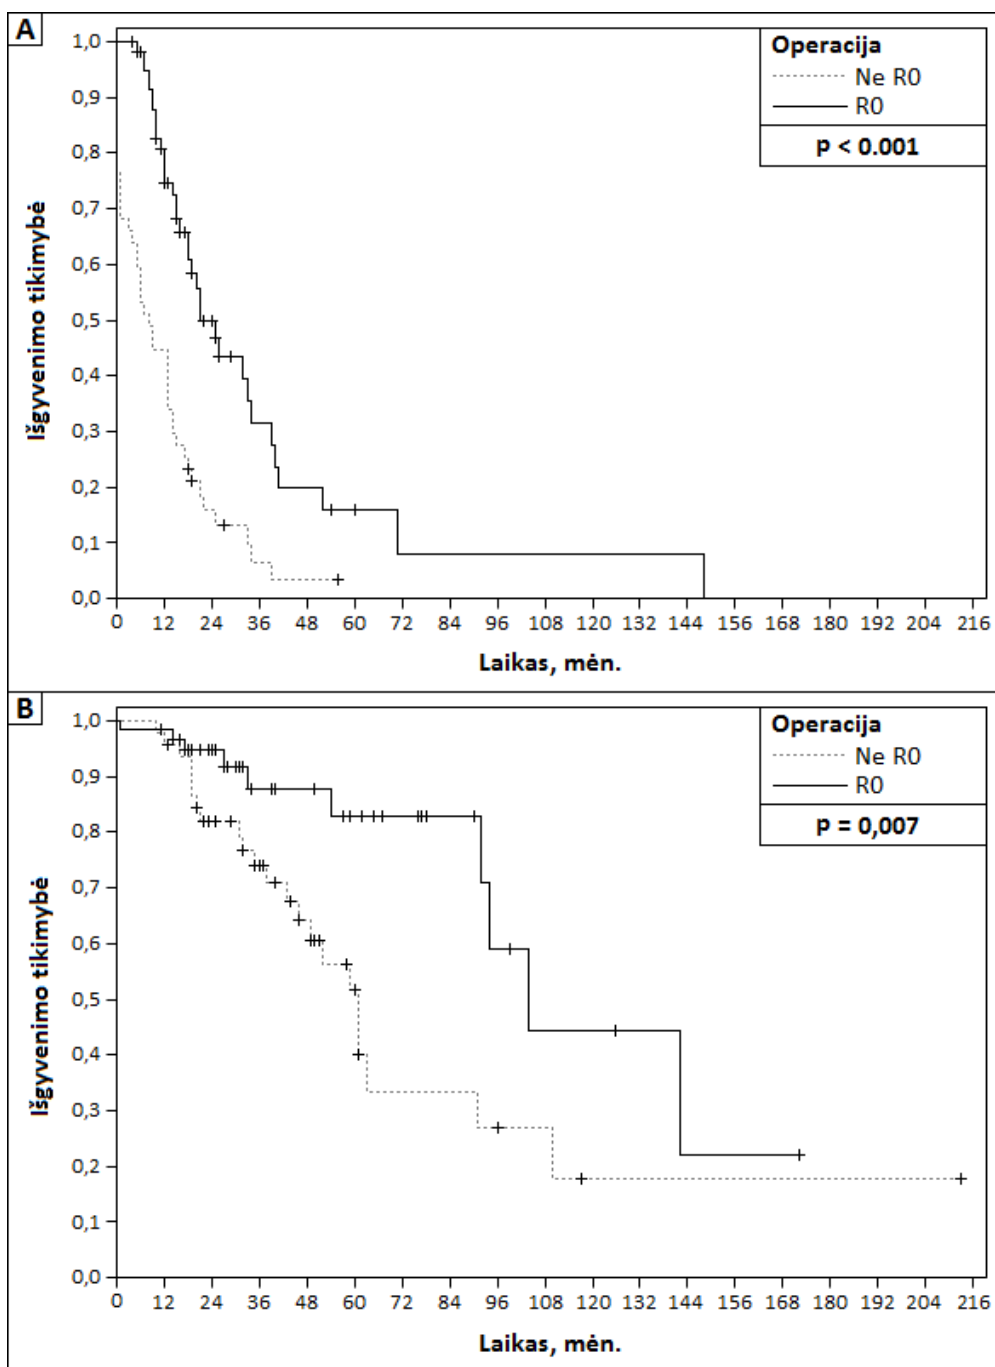 A
Operacija
Ne R0
R0
p < 0.001
Išgyvenimo tikimybė
1,0
0,9
0,8
0,7
0,6
0,5
0,4
0,3
0,2
0,1
0,0
0 12 24 36 48 60 72 84 96 108 120 132 144 156 168 180 192 204 216
Laikas, mėn.
B
Operacija
Ne R0
R0
p = 0,007
Išgyvenimo tikimybė
1,0
0,9
0,8
0,7
0,6
0,5
0,4
0,3
0,2
0,1
0,0
0 12 24 36 48 60 72 84 96 108 120 132 144 156 168 180 192 204 216
Laikas, mėn.